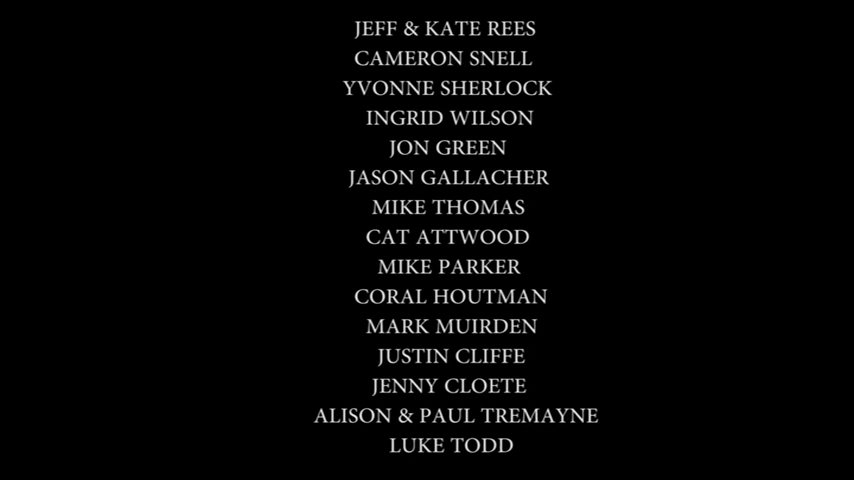 JEFF & KATE REES
CAMERON SNELL
YVONNE SHERLOCK
INGRID WILSON
JON GREEN
JASON GALLACHER
MIKE THOMAS
CAT ATTWOOD
MIKE PARKER
CORAL HOUTMAN
MARK MUIRDEN
JUSTIN CLIFFE
JENNY CLOETE
ALISON & PAUL TREMAYNE
LUKE TODD